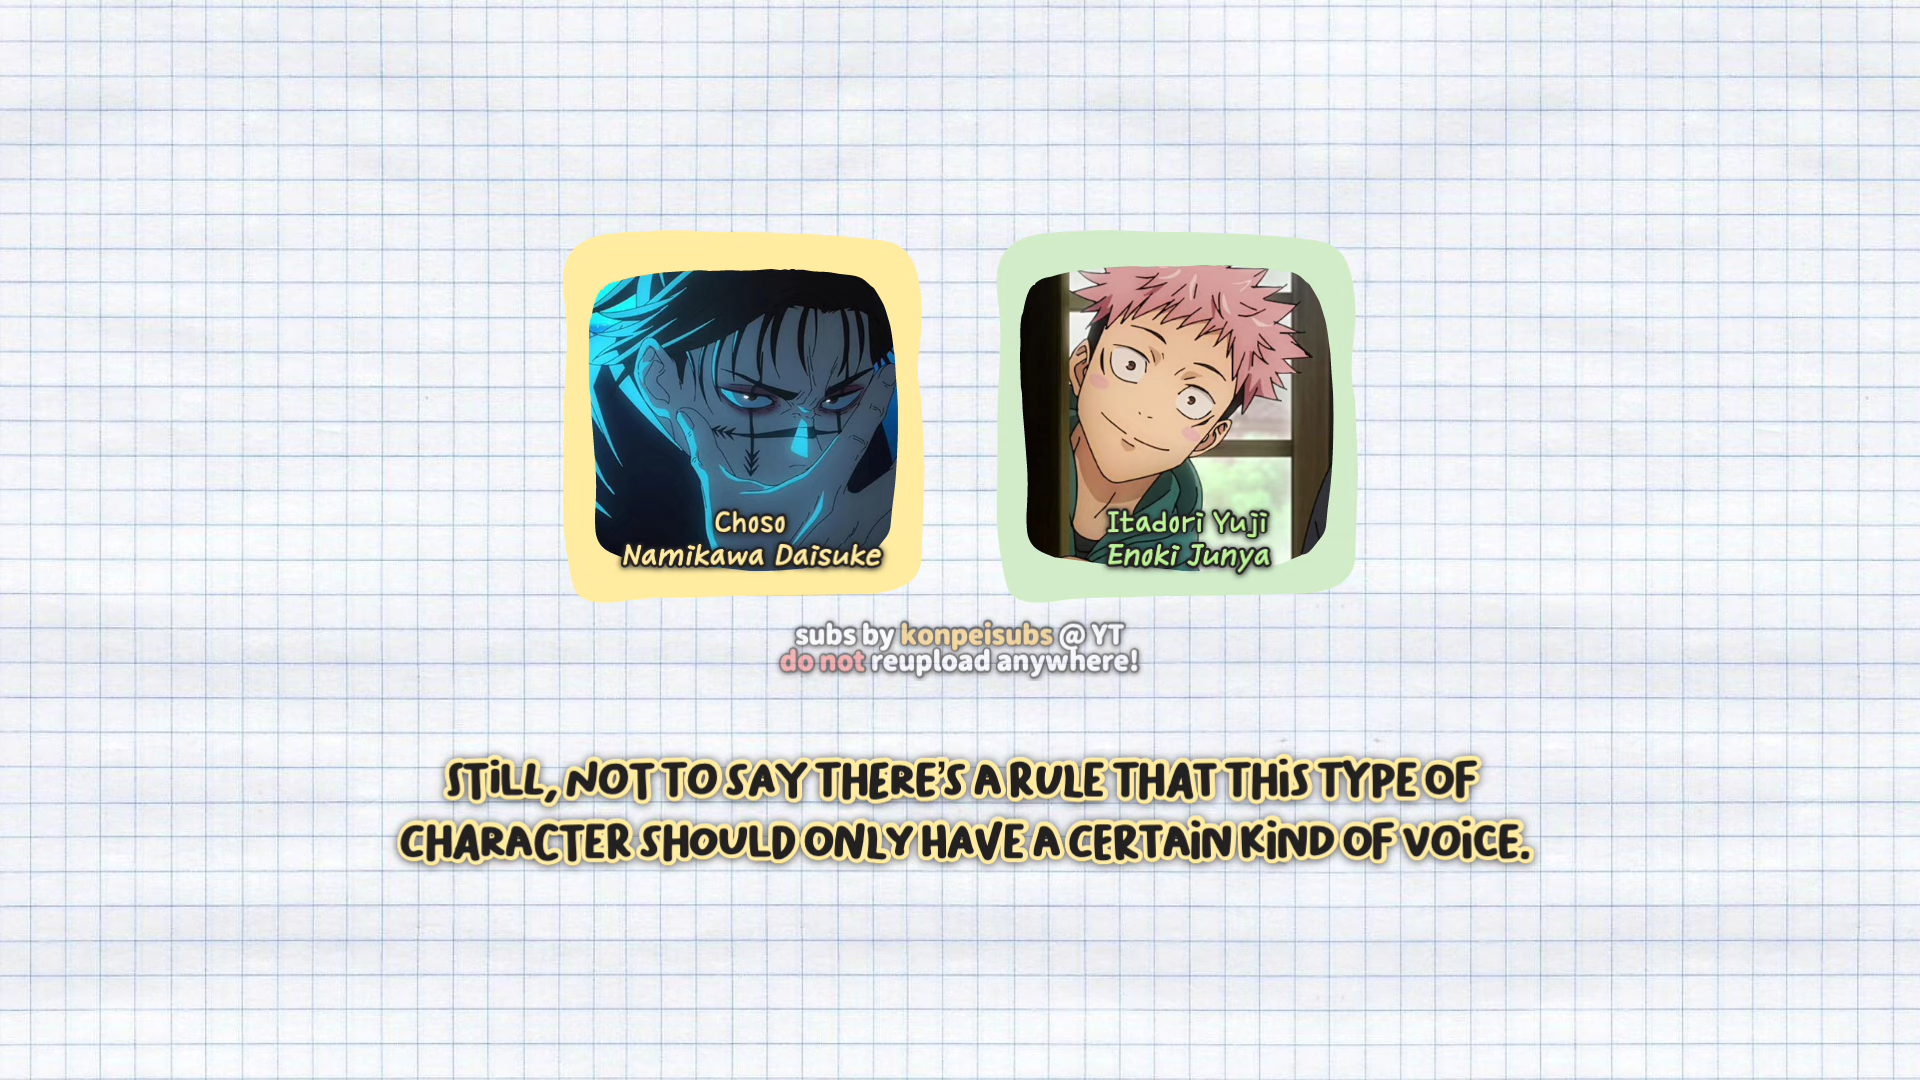 Choso
Namikawa Daisuke
Itadori Yuji
Enoki Junya
subs by konpeisubs @ YT
do not reupload anywhere!
STiLL, NOT TO SAY THERE'S A RULE THAT THiS TYPE OF
CHARACTER SHOULD ONLY HAVE A CERTAiN KiND OF VOiCE.